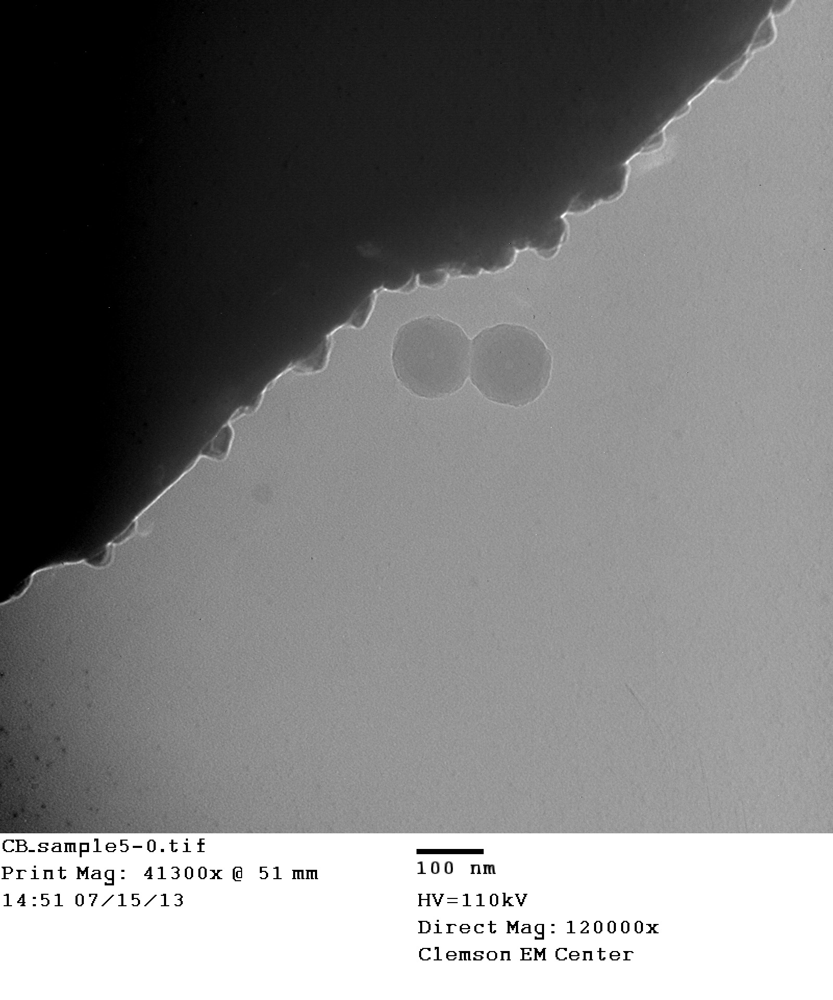 CB_sample5-0.tif
Print Mag: 41300x @ 51 mm
14:51 07/15/13
100 nm
HV=110kV
Direct Mag: 120000x
Clemson EM Center